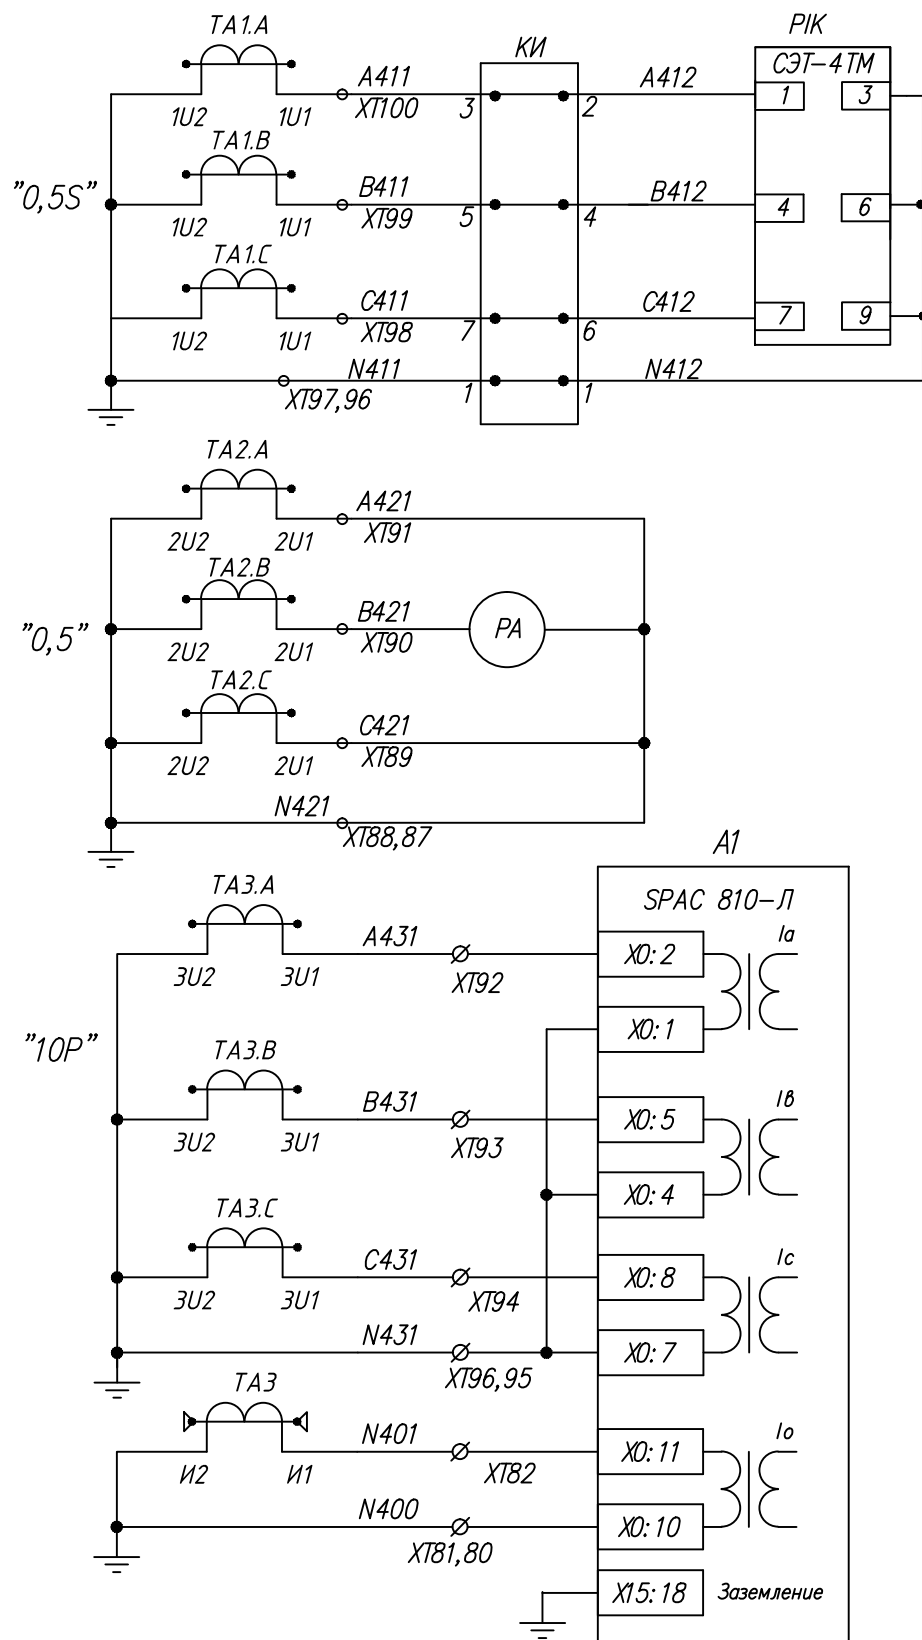 TA1.A
PIK
КИ
СЭТ-4ТМ
A411
A412
1
3
XT100
3
2
1U2
1U1
TA1.B
"0,5S"
B411
B412
4
6
XT99
5
4
1U2
1U1
TA1.C
C411
C412
7
9
XT98
7
6
1U2
1U1
N411
N412
XT97,96
1
1
TA2.A
A421
XT91
2U2
2U1
TA2.B
B421
"0,5"
PA
XT90
2U2
2U1
TA2.C
C421
XT89
2U2
2U1
N421
XT88,87
A1
TA3.A
SPAC 810-Л
A431
Ia
X0:2
3U2
3U1
XT92
X0:1
"10P"
TA3.B
B431
Iв
X0:5
3U2
3U1
XT93
X0:4
TA3.C
C431
Ic
X0:8
3U2
3U1
XT94
N431
X0:7
XT96,95
TA3
N401
Io
X0:11
И2
И1
XT82
N400
X0:10
XT81,80
X15:18
Заземление